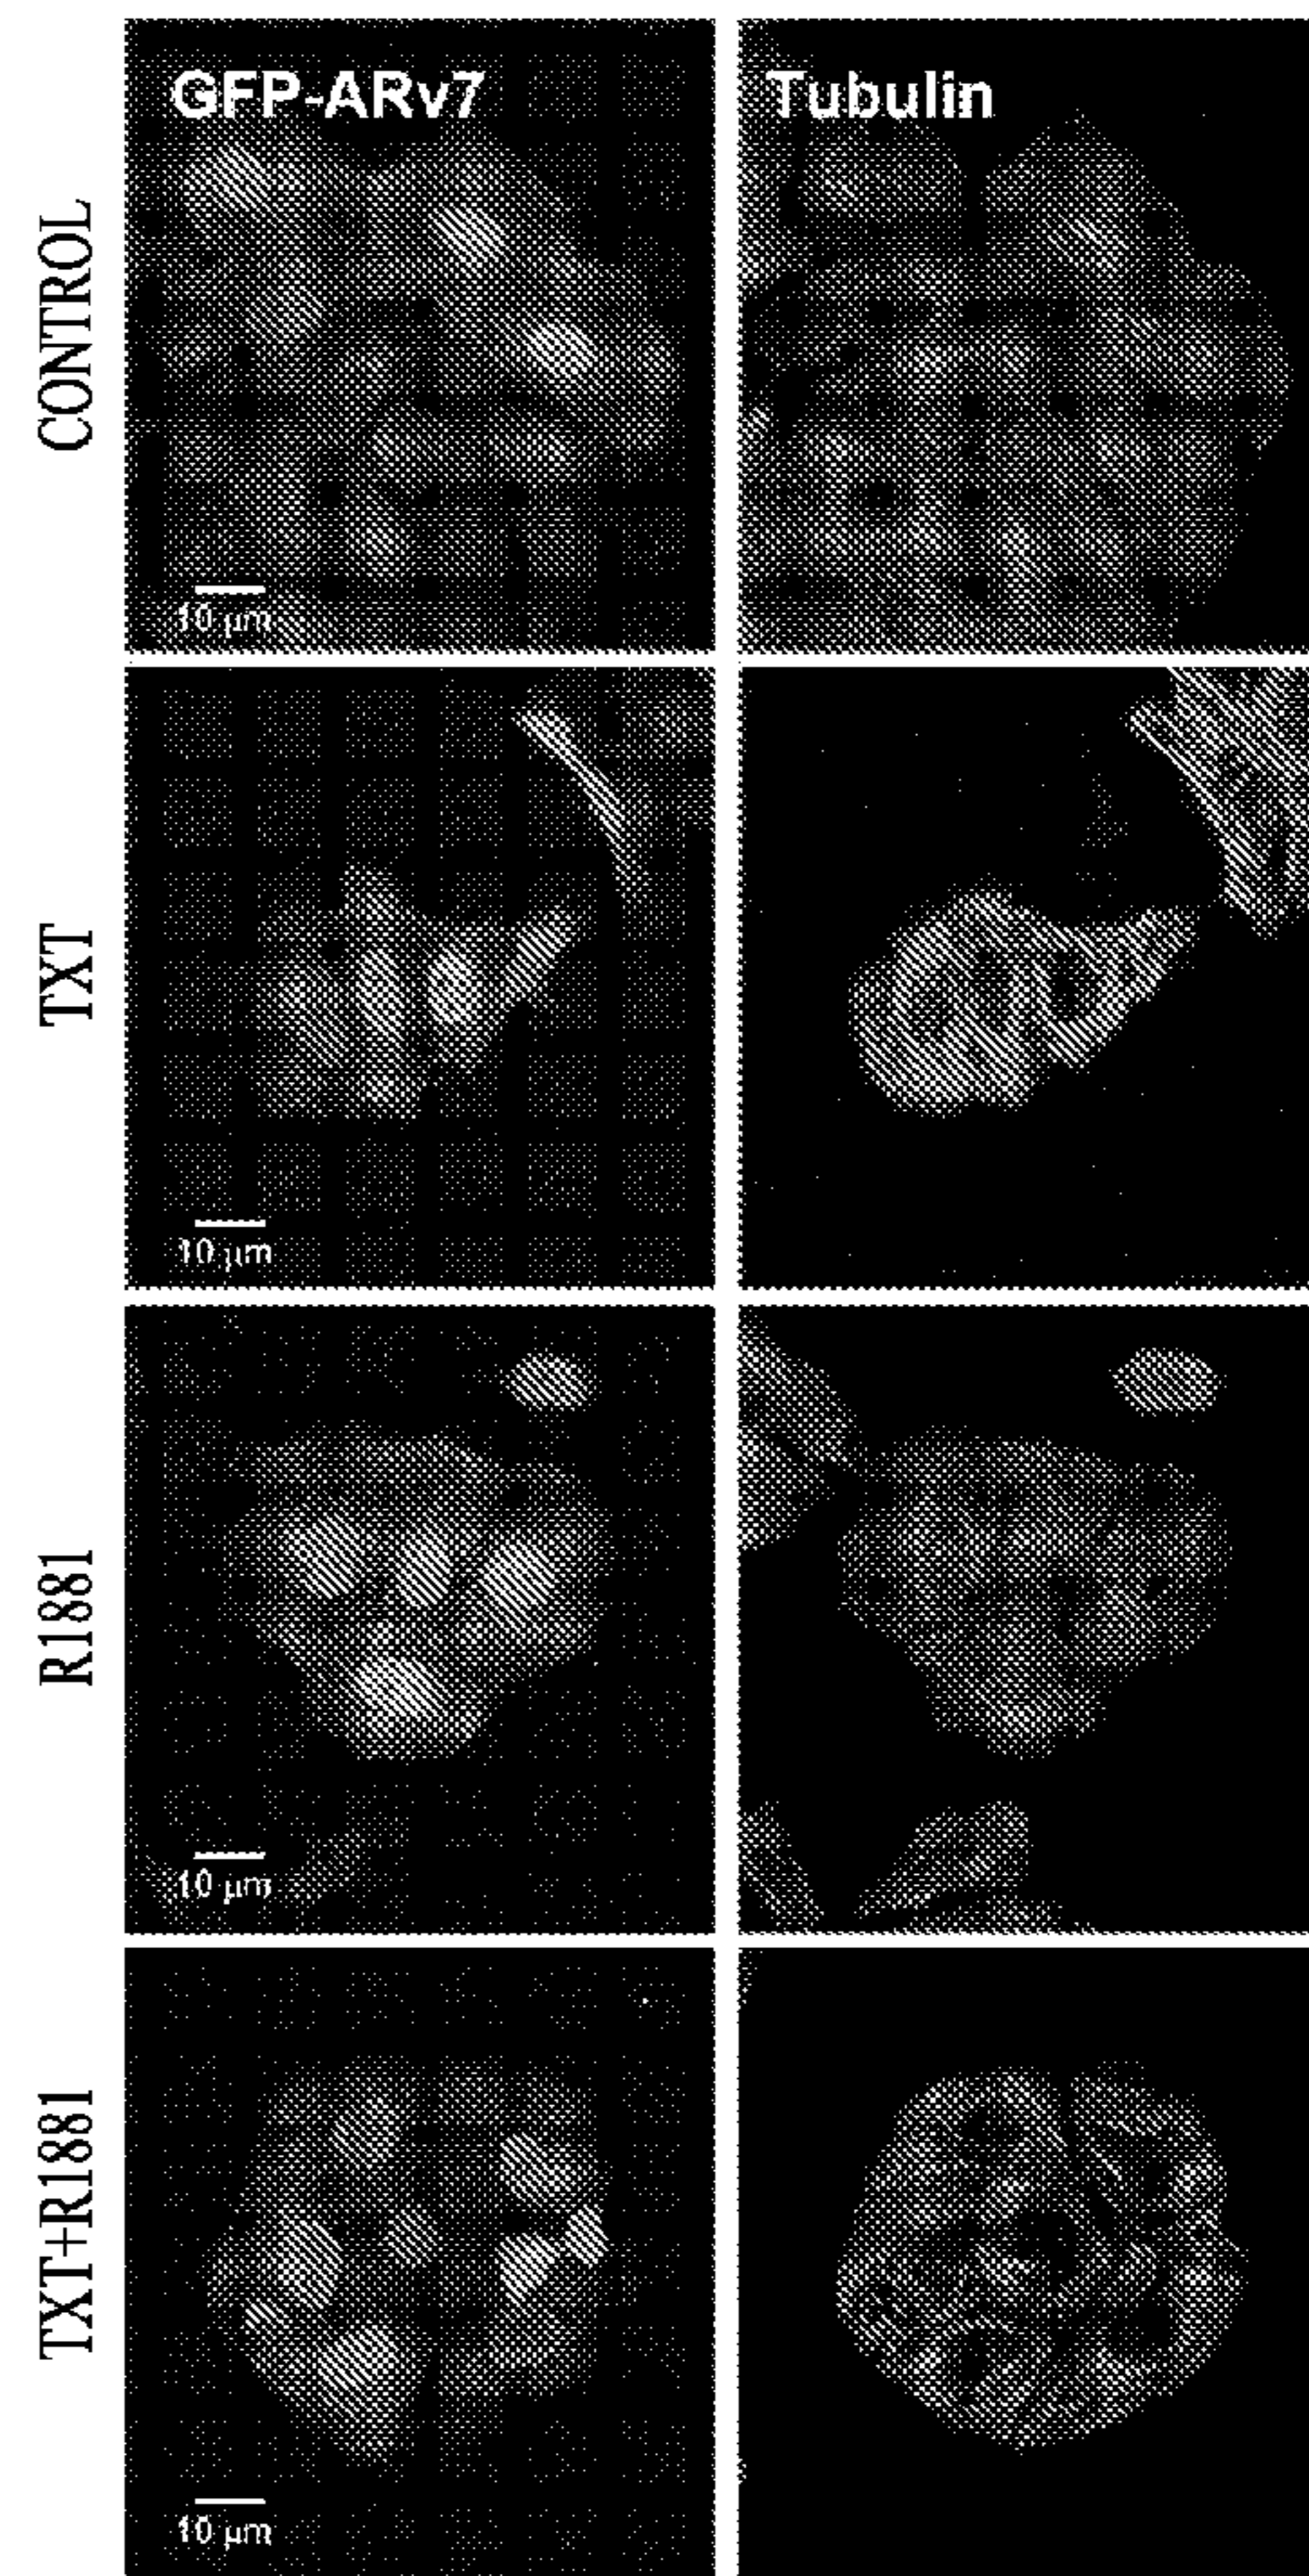 GFP-ARv7
Tubulin
CONTROL
10 μm
TXT
10 μm
R1881
10 μm
TXT+R1881
10 μm